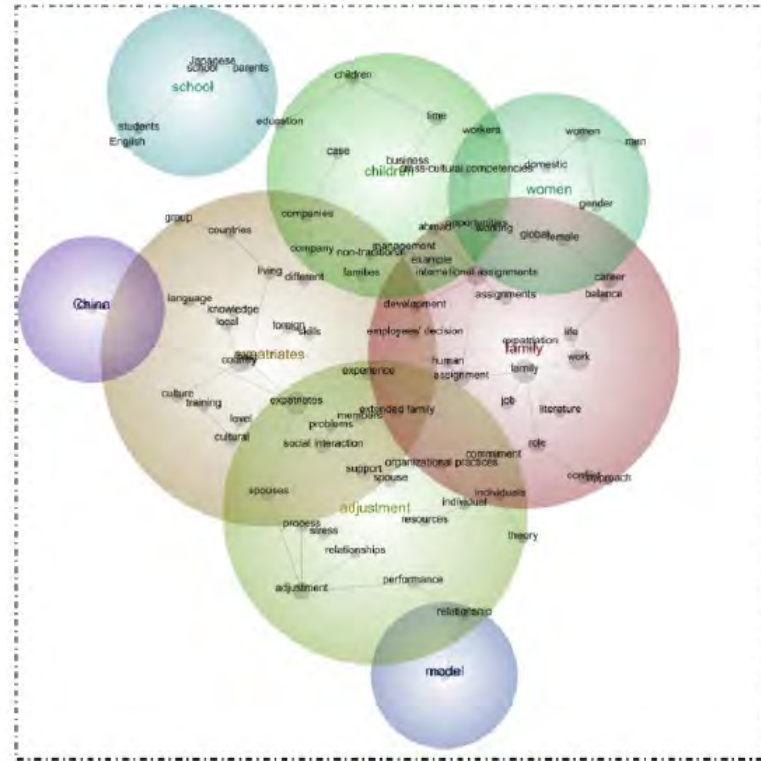 Japanese
school
parents
school
students
English
children
time
education
workers
women
men
case
business
cross-cultural competencies
domestic
children
women
gender
group
companies
opportunities
countries
abroad
working
global
female
company
non-traditional
management
example
living
different
families
international assignments
career
China
language
knowledge
development
assignments
balance
local
foreign
skills
employees' decision
life
expatriation
family
expatriates
country
experience
human
assignment
family
work
culture
training
expatriates
members
extended family
job
literature
level
cultural
problems
social interaction
role
support
spouse
organizational practices
commitment
conflict
approach
spouses
adjustment
individual
individuals
process
stress
resources
theory
relationships
adjustment
performance
relationship
model